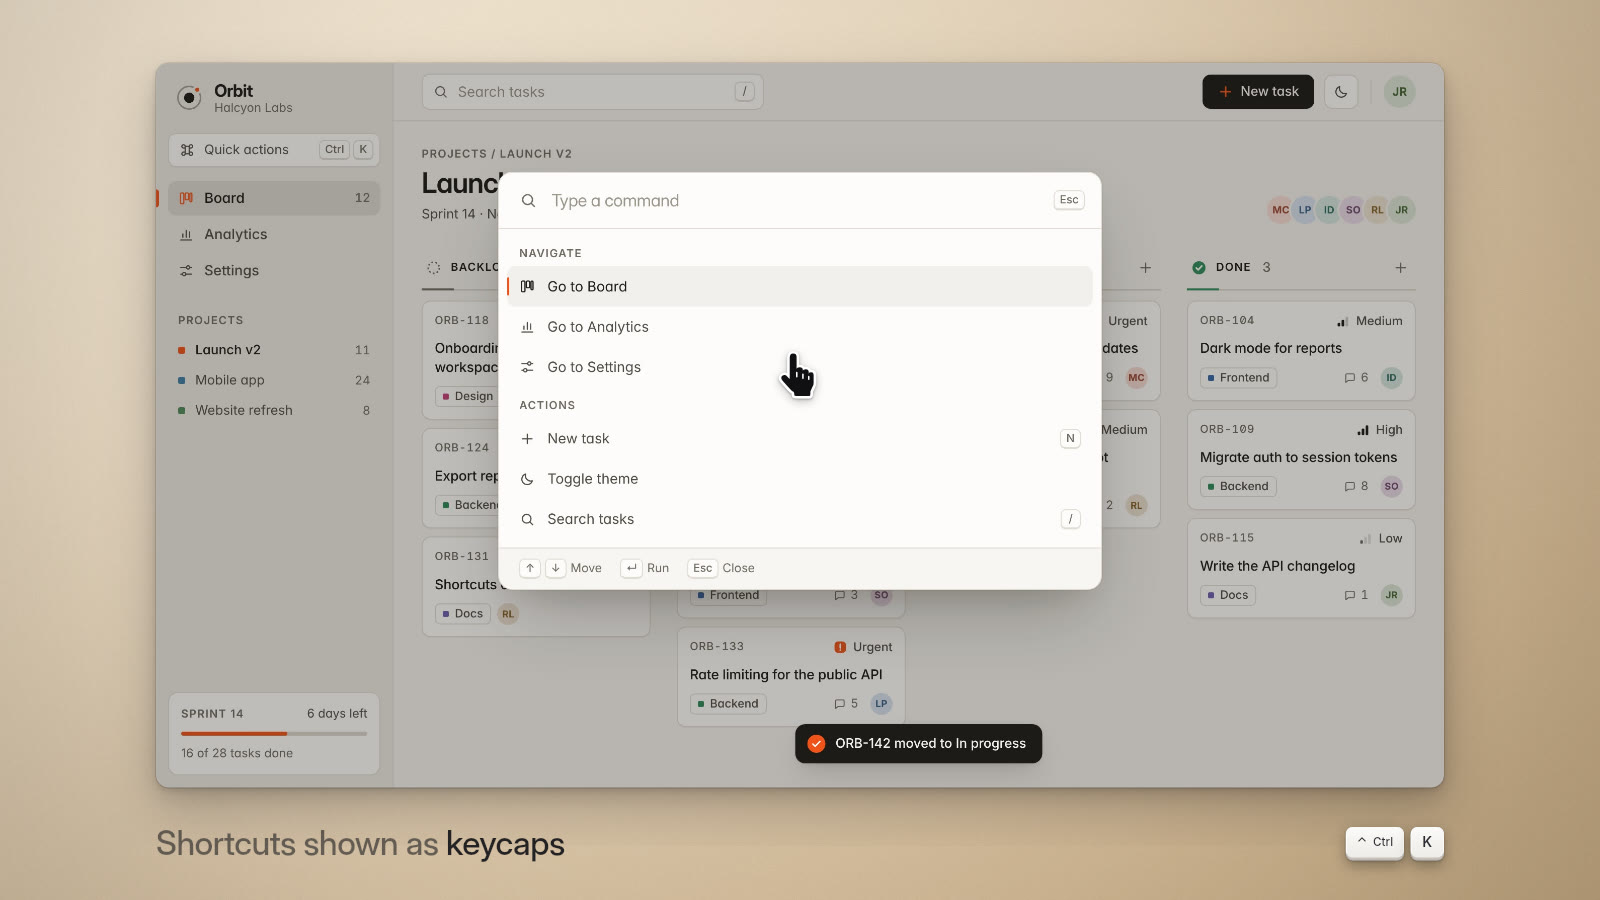 Orbit
Halcyon Labs
Search tasks /
New task
JR
Quick actions Ctrl K
Board 12
Analytics
Settings
PROJECTS
Launch v2 11
Mobile app 24
Website refresh 8
SPRINT 14 6 days left
16 of 28 tasks done
PROJECTS / LAUNCH V2
Sprint 14
MC LP ID SO RL JR
Type a command Esc
NAVIGATE
Go to Board
Go to Analytics
Go to Settings
ACTIONS
New task N
Toggle theme
Search tasks /
Move Run Esc Close
ORB-118
Design
ORB-124
ORB-131
Docs RL
Frontend 3 SO
ORB-133 Urgent
Rate limiting for the public API
Backend 5 LP
Urgent
9 MC
Medium
2 RL
DONE 3
ORB-104 Medium
Dark mode for reports
Frontend 6 ID
ORB-109 High
Migrate auth to session tokens
Backend 8 SO
ORB-115 Low
Write the API changelog
Docs 1 JR
ORB-142 moved to In progress
Shortcuts shown as keycaps
^ Ctrl K